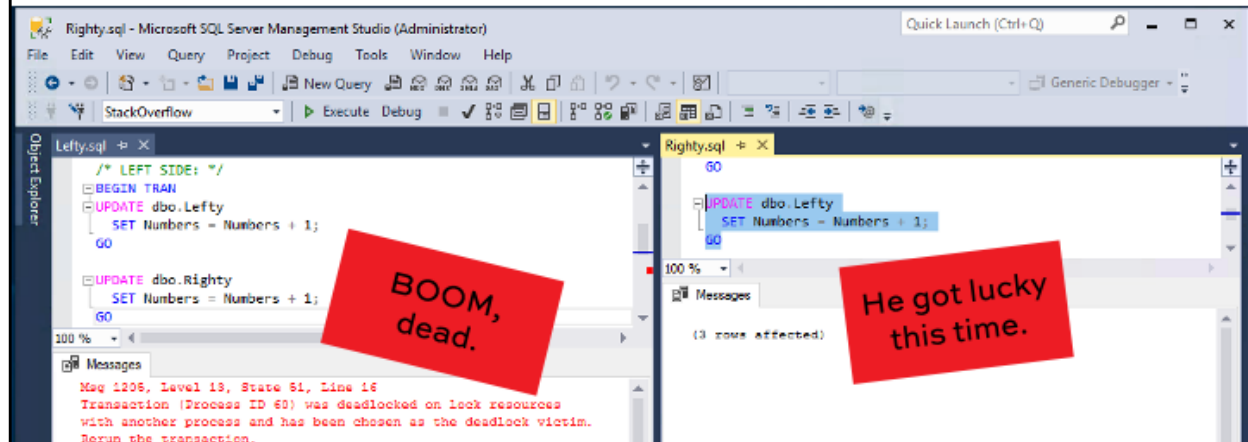 Righty.sql - Microsoft SQL Server Management Studio (Administrator)
Quick Launch (Ctrl+Q)
File Edit View Query Project Debug Tools Window Help
New Query
Generic Debugger
StackOverflow
Execute Debug
Object Explorer
Lefty.sql
/* LEFT SIDE: */
BEGIN TRAN
UPDATE dbo.Lefty
SET Numbers = Numbers + 1;
GO
UPDATE dbo.Righty
SET Numbers = Numbers + 1;
GO
100 %
Messages
Msg 1205, Level 13, State 51, Line 16
Transaction (Process ID 60) was deadlocked on lock resources
with another process and has been chosen as the deadlock victim.
Rerun the transaction.
BOOM,
dead.
Righty.sql
GO
UPDATE dbo.Lefty
SET Numbers = Numbers + 1;
GO
100 %
Messages
(3 rows affected)
He got lucky
this time.